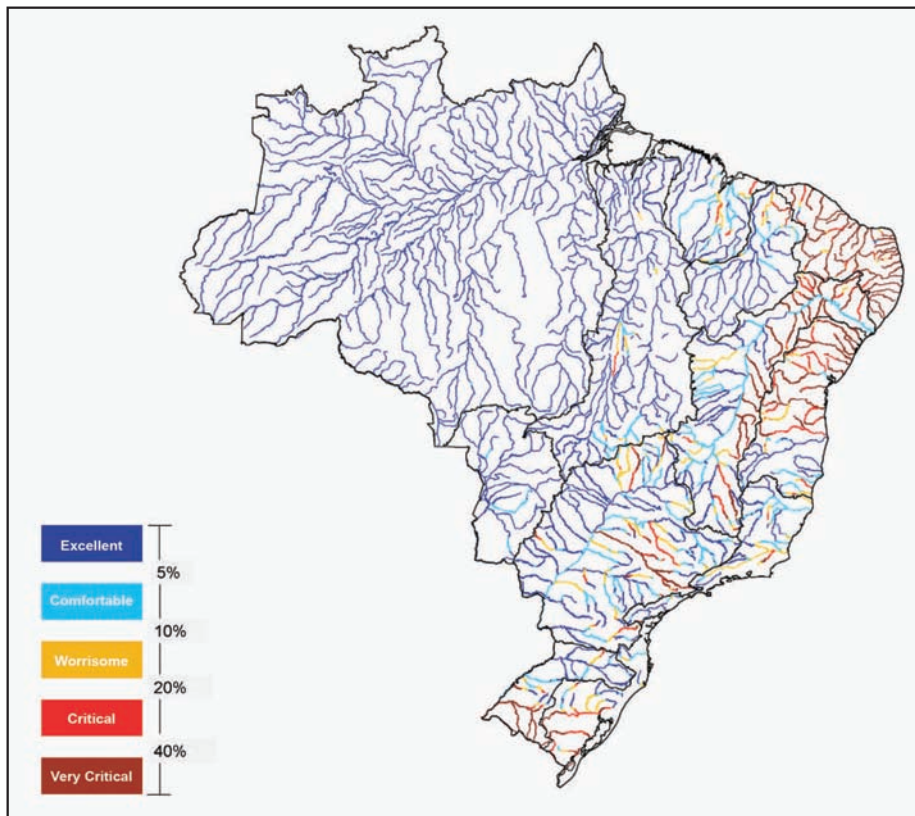 Excellent
5%
Comfortable
10%
Worrisome
20%
Critical
40%
Very Critical